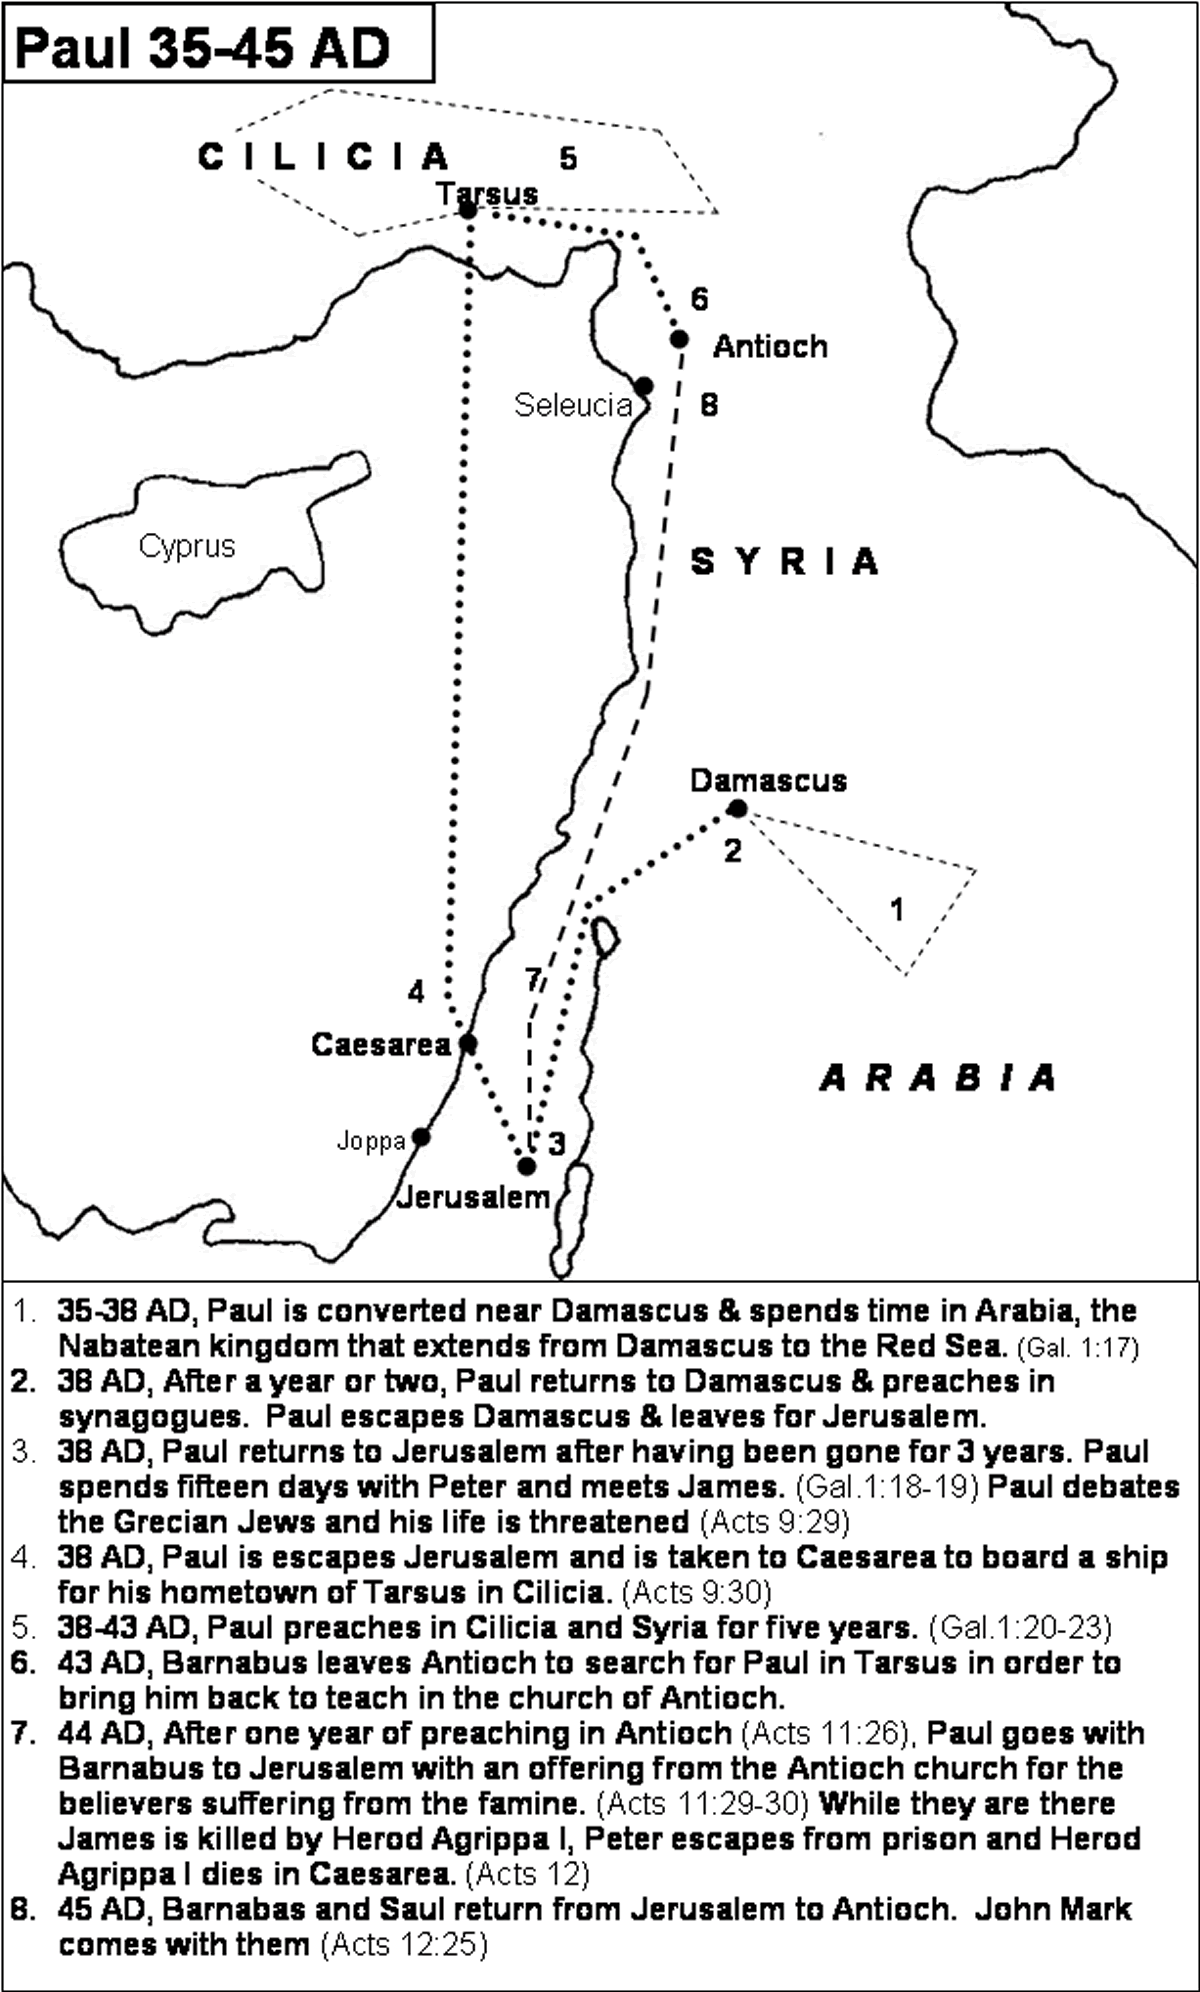 Paul 35-45 AD
CILICIA 5
Tarsus
6
Antioch
Seleucia
8
Cyprus
SYRIA
Damascus
2
1
7
4
Caesarea
ARABIA
Joppa
3
Jerusalem
1. 35-38 AD, Paul is converted near Damascus & spends time in Arabia, the
Nabatean kingdom that extends from Damascus to the Red Sea. (Gal. 1:17)
2. 38 AD, After a year or two, Paul returns to Damascus & preaches in
synagogues. Paul escapes Damascus & leaves for Jerusalem.
3. 38 AD, Paul returns to Jerusalem after having been gone for 3 years. Paul
spends fifteen days with Peter and meets James. (Gal.1:18-19) Paul debates
the Grecian Jews and his life is threatened (Acts 9:29)
4. 38 AD, Paul is escapes Jerusalem and is taken to Caesarea to board a ship
for his hometown of Tarsus in Cilicia. (Acts 9:30)
5. 38-43 AD, Paul preaches in Cilicia and Syria for five years. (Gal.1:20-23)
6. 43 AD, Barnabus leaves Antioch to search for Paul in Tarsus in order to
bring him back to teach in the church of Antioch.
7. 44 AD, After one year of preaching in Antioch (Acts 11:26), Paul goes with
Barnabus to Jerusalem with an offering from the Antioch church for the
believers suffering from the famine. (Acts 11:29-30) While they are there
James is killed by Herod Agrippa I, Peter escapes from prison and Herod
Agrippa I dies in Caesarea. (Acts 12)
8. 45 AD, Barnabas and Saul return from Jerusalem to Antioch. John Mark
comes with them (Acts 12:25)